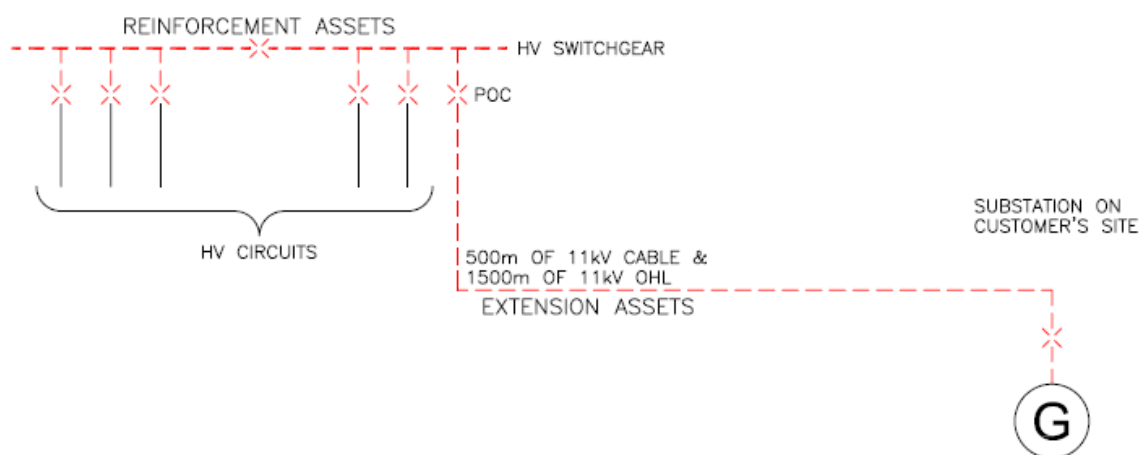 REINFORCEMENT ASSETS
HV SWITCHGEAR
POC
HV CIRCUITS
SUBSTATION ON
CUSTOMER'S SITE
500m OF 11kV CABLE &
1500m OF 11kV OHL
EXTENSION ASSETS
G